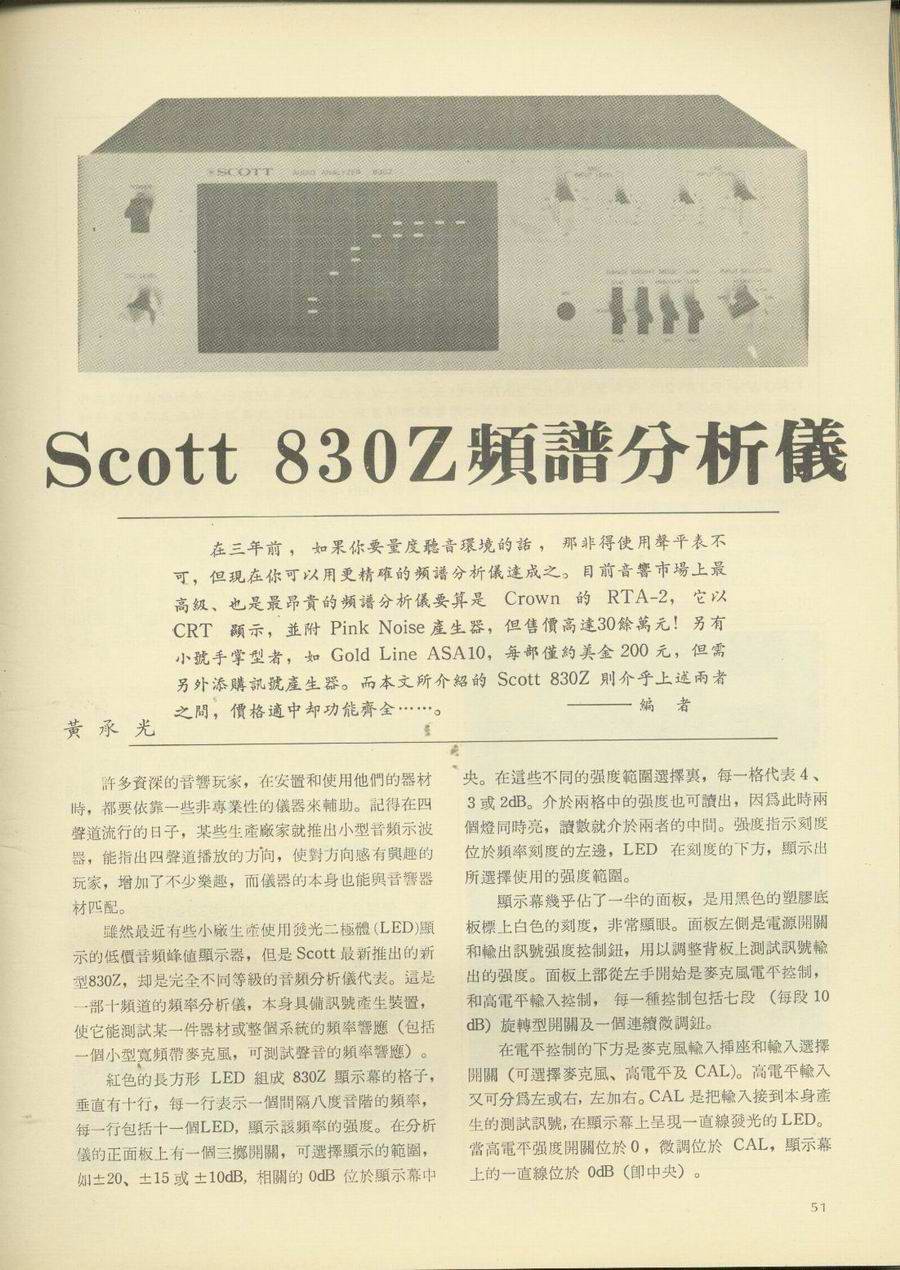 SCOTT AUDIO ANALYZER 830Z
POWER
INPUT LEVEL
INPUT LEVEL
INPUT SELECTOR
Scott 830Z頻譜分析儀
在三年前，如果你要量度聽音環境的話，那非得使用聲平表不
可，但現在你可以用更精確的頻譜分析儀達成之。目前音響市場上最
高級、也是最昂貴的頻譜分析儀要算是 Crown 的 RTA-2，它以
CRT 顯示，並附 Pink Noise 產生器，但售價高達30餘萬元！另有
小號手掌型者，如 Gold Line ASA10，每部僅約美金 200 元，但需
另外添購訊號產生器。而本文所介紹的 Scott 830Z 則介乎上述兩者
之間，價格適中却功能齊全……。
——編 者
黃 承 光
許多資深的音響玩家，在安置和使用他們的器材
時，都要依靠一些非專業性的儀器來輔助。記得在四
聲道流行的日子，某些生產廠家就推出小型音頻示波
器，能指出四聲道播放的方向，使對方向感有興趣的
玩家，增加了不少樂趣，而儀器的本身也能與音響器
材匹配。
雖然最近有些小廠生產使用發光二極體(LED)顯
示的低價音頻峰值顯示器，但是 Scott 最新推出的新
型830Z，却是完全不同等級的音頻分析儀代表。這是
一部十頻道的頻率分析儀，本身具備訊號產生裝置，
使它能測試某一件器材或整個系統的頻率響應（包括
一個小型寬頻帶麥克風，可測試聲音的頻率響應）。
紅色的長方形 LED 組成 830Z 顯示幕的格子，
垂直有十行，每一行表示一個間隔八度音階的頻率，
每一行包括十一個LED，顯示該頻率的强度。在分析
儀的正面板上有一個三擲開關，可選擇顯示的範圍，
如±20、±15 或 ±10dB，相關的 0dB 位於顯示幕中
央。在這些不同的强度範圍選擇裏，每一格代表 4、
3 或 2dB。介於兩格中的强度也可讀出，因爲此時兩
個燈同時亮，讀數就介於兩者的中間。强度指示刻度
位於頻率刻度的左邊，LED 在刻度的下方，顯示出
所選擇使用的强度範圍。
顯示幕幾乎佔了一半的面板，是用黑色的塑膠底
板標上白色的刻度，非常顯眼。面板左側是電源開關
和輸出訊號强度控制鈕，用以調整背板上測試訊號輸
出的强度。面板上部從左手開始是麥克風電平控制，
和高電平輸入控制，每一種控制包括七段（每段 10
dB）旋轉型開關及一個連續微調鈕。
在電平控制的下方是麥克風輸入揷座和輸入選擇
開關（可選擇麥克風、高電平及 CAL)。高電平輸入
又可分爲左或右，左加右。CAL 是把輸入接到本身產
生的測試訊號，在顯示幕上呈現一直線發光的 LED。
當高電平强度開關位於 0，微調位於 CAL，顯示幕
上的一直線位於 0dB（卽中央）。
51